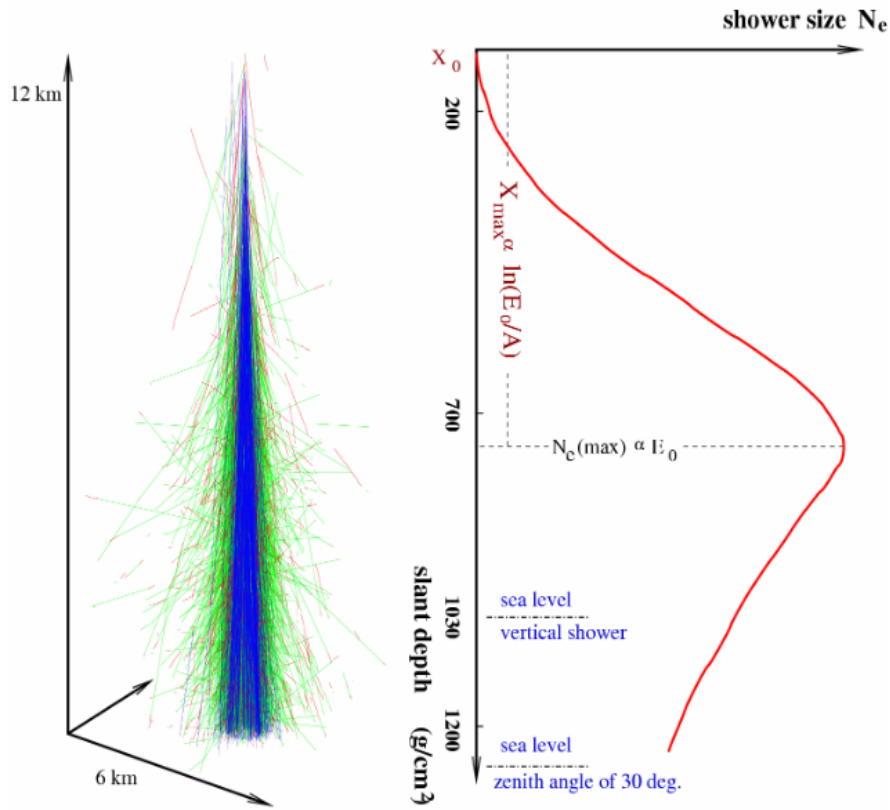 12 km
6 km
shower size N_e
X_0
200
X_max α ln(E_0/A)
700
N_e(max) α E_0
slant depth (g/cm²)
1030
sea level
vertical shower
1200
sea level
zenith angle of 30 deg.